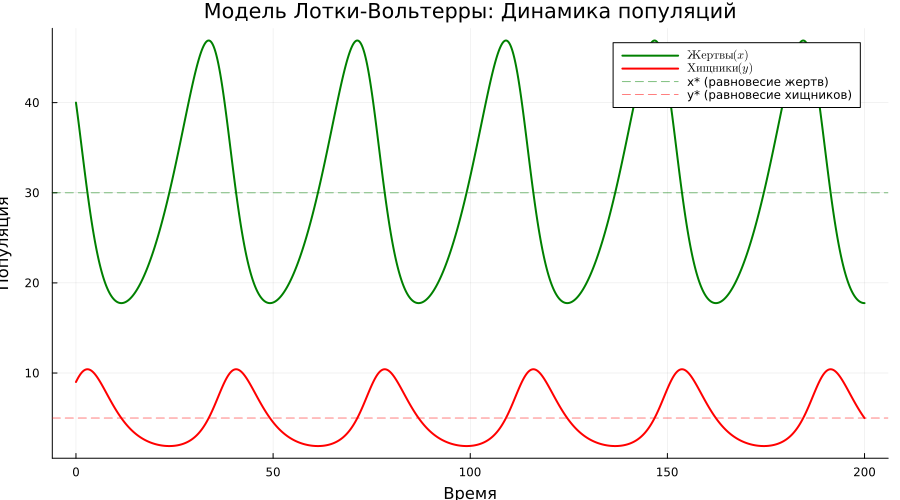 Модель Лотки-Вольтерры: Динамика популяций
Жертвы(x)
Хищники(y)
x* (равновесие жертв)
y* (равновесие хищников)
Популяция
40
30
20
10
0
50
100
150
200
Время